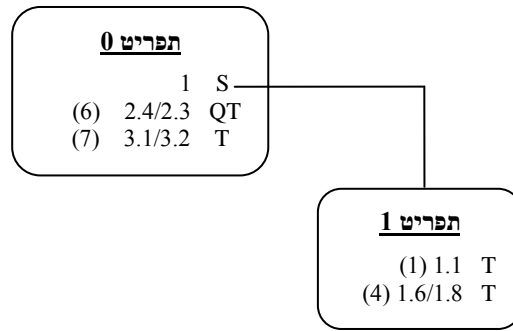 תפריט 0
1 S
(6) 2.4/2.3 QT
(7) 3.1/3.2 T
תפריט 1
(1) 1.1 T
(4) 1.6/1.8 T